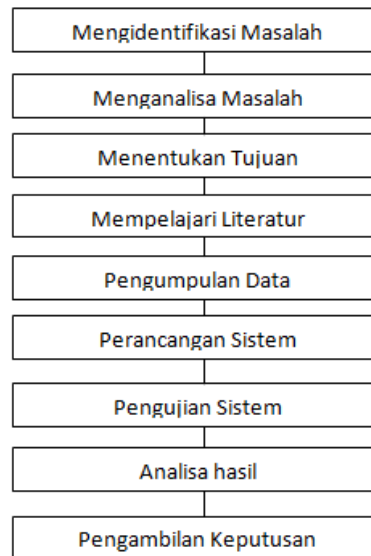 Mengidentifikasi Masalah
Menganalisa Masalah
Menentukan Tujuan
Mempelajari Literatur
Pengumpulan Data
Perancangan Sistem
Pengujian Sistem
Analisa hasil
Pengambilan Keputusan